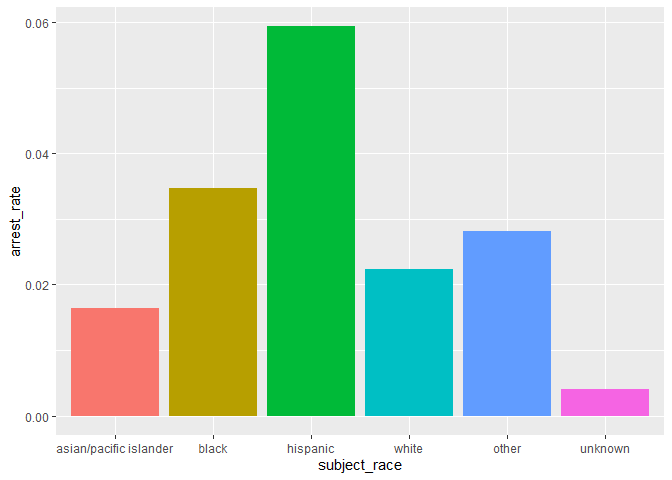 0.06
0.04
0.02
0.00
arrest_rate
asian/pacific islander black hispanic white other unknown
subject_race